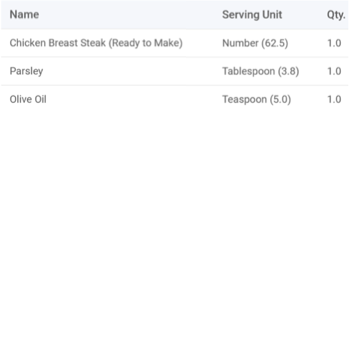 Name Serving Unit Qty.
Chicken Breast Steak (Ready to Make) Number (62.5) 1.0
Parsley Tablespoon (3.8) 1.0
Olive Oil Teaspoon (5.0) 1.0